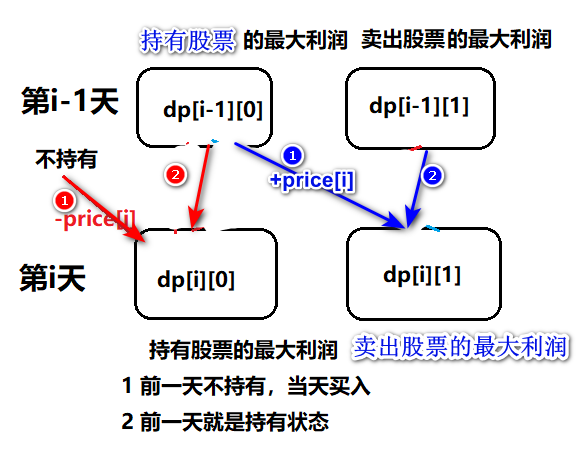 持有股票 的最大利润 卖出股票的最大利润
第i-1天
dp[i-1][0]
dp[i-1][1]
不持有
1
-price[i]
2
1
+price[i]
2
第i天
dp[i][0]
dp[i][1]
持有股票的最大利润
卖出股票的最大利润
1 前一天不持有，当天买入
2 前一天就是持有状态